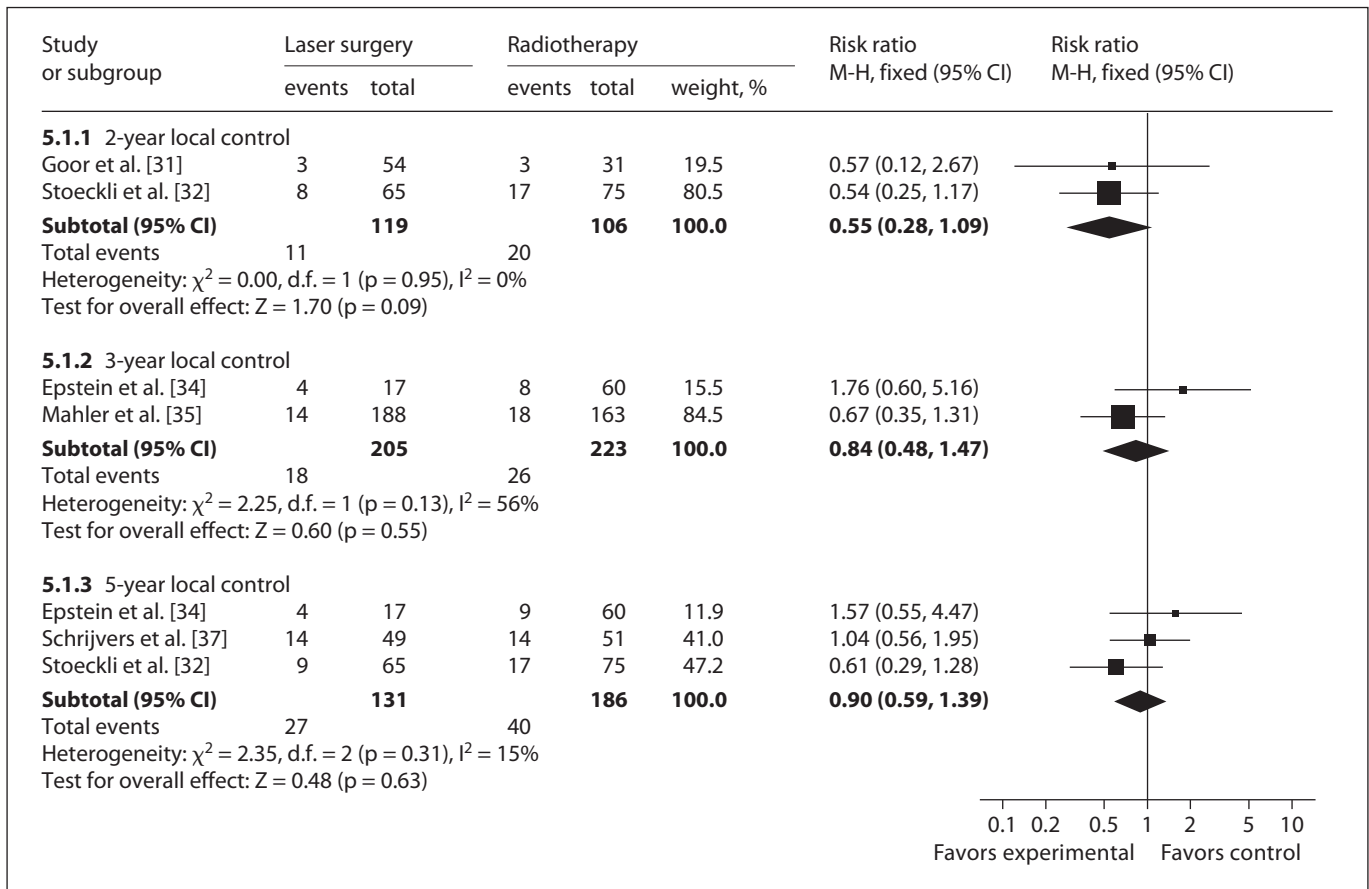 Study or subgroup Laser surgery Radiotherapy Risk ratio M-H, fixed (95% CI) Risk ratio M-H, fixed (95% CI)
events total events total weight, %
5.1.1 2-year local control
Goor et al. [31] 3 54 3 31 19.5 0.57 (0.12, 2.67)
Stoeckli et al. [32] 8 65 17 75 80.5 0.54 (0.25, 1.17)
Subtotal (95% CI) 119 106 100.0 0.55 (0.28, 1.09)
Total events 11 20
Heterogeneity: χ² = 0.00, d.f. = 1 (p = 0.95), I² = 0%
Test for overall effect: Z = 1.70 (p = 0.09)
5.1.2 3-year local control
Epstein et al. [34] 4 17 8 60 15.5 1.76 (0.60, 5.16)
Mahler et al. [35] 14 188 18 163 84.5 0.67 (0.35, 1.31)
Subtotal (95% CI) 205 223 100.0 0.84 (0.48, 1.47)
Total events 18 26
Heterogeneity: χ² = 2.25, d.f. = 1 (p = 0.13), I² = 56%
Test for overall effect: Z = 0.60 (p = 0.55)
5.1.3 5-year local control
Epstein et al. [34] 4 17 9 60 11.9 1.57 (0.55, 4.47)
Schrijvers et al. [37] 14 49 14 51 41.0 1.04 (0.56, 1.95)
Stoeckli et al. [32] 9 65 17 75 47.2 0.61 (0.29, 1.28)
Subtotal (95% CI) 131 186 100.0 0.90 (0.59, 1.39)
Total events 27 40
Heterogeneity: χ² = 2.35, d.f. = 2 (p = 0.31), I² = 15%
Test for overall effect: Z = 0.48 (p = 0.63)
0.1 0.2 0.5 1 2 5 10
Favors experimental Favors control